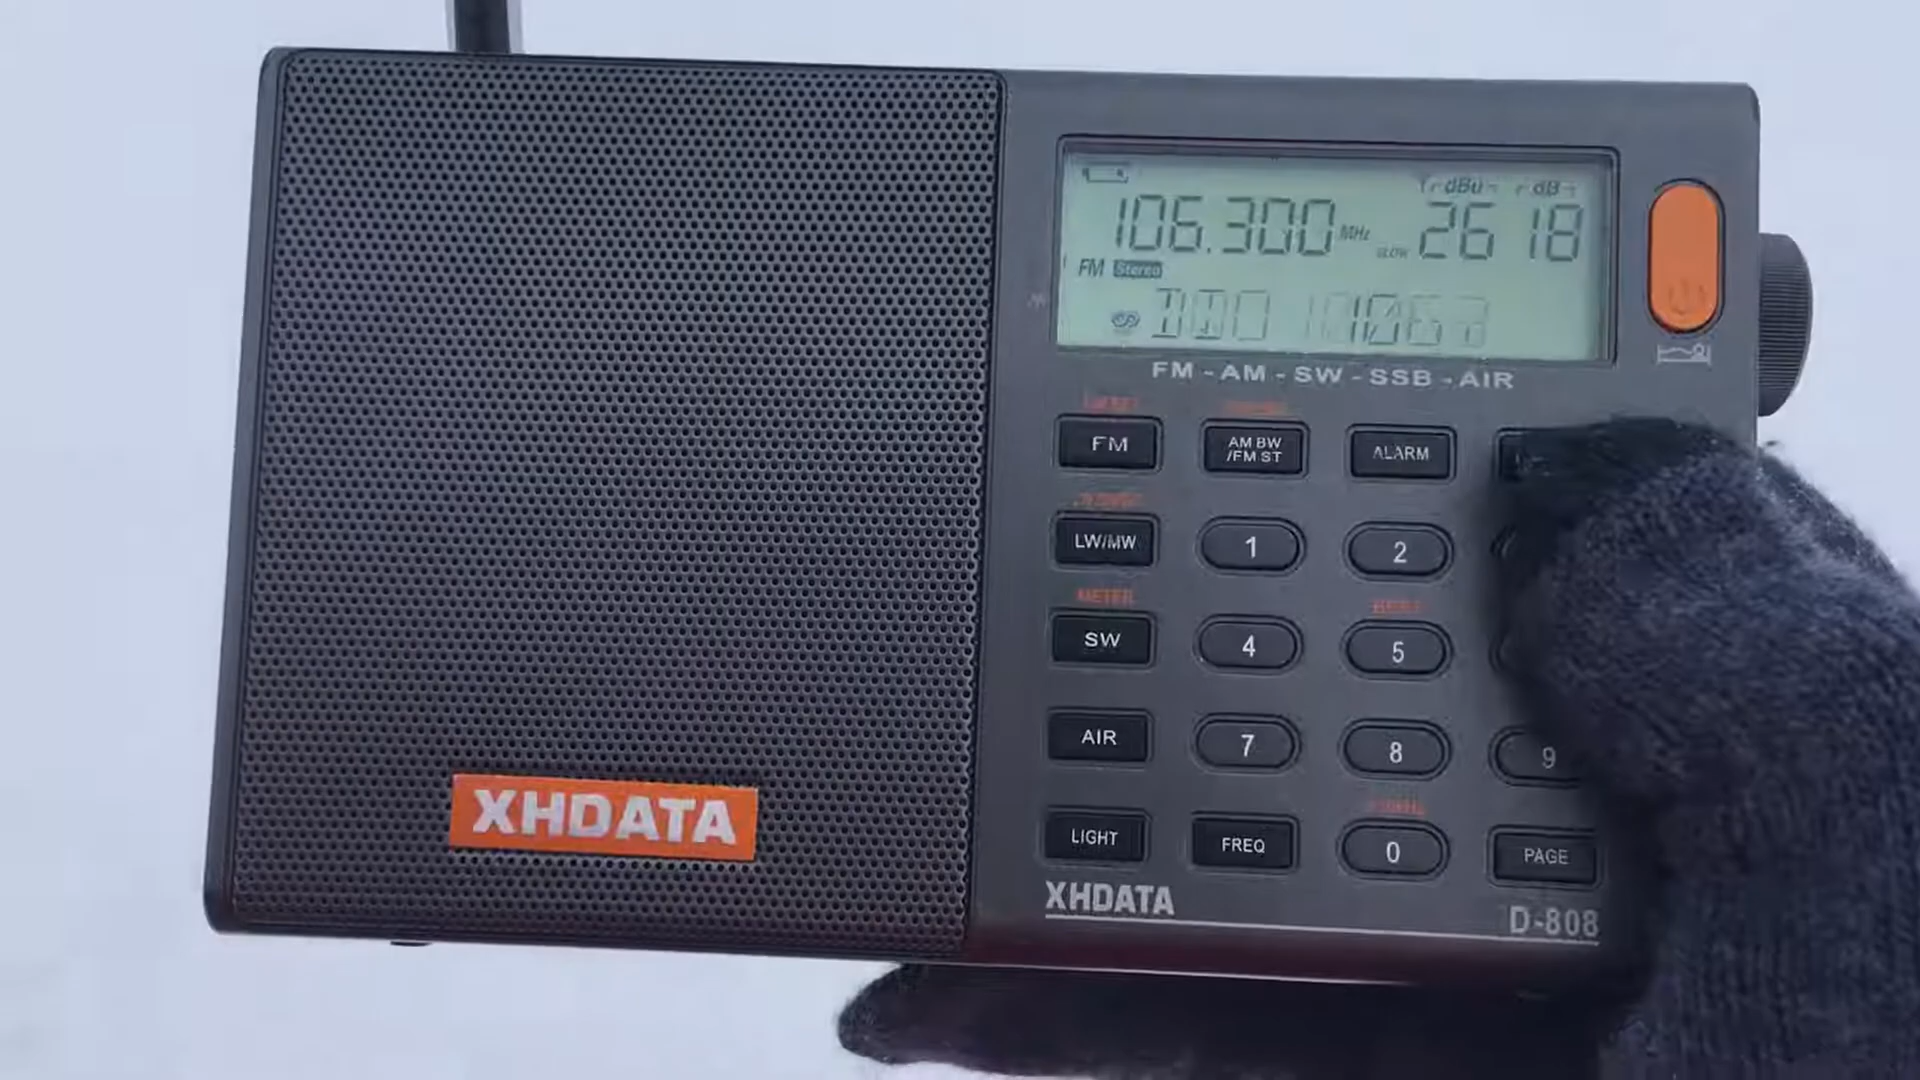 dBu dB
106.300 MHz SLOW 26 18
FM Stereo
FM - AM - SW - SSB - AIR
FM AM BW /FM ST ALARM
LW/MW 1 2
METER
SW 4 5
AIR 7 8 9
LIGHT FREQ 0 PAGE
XHDATA
XHDATA D-808